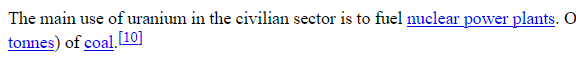 The main use of uranium in the civilian sector is to fuel nuclear power plants. O
tonnes) of coal.[10]